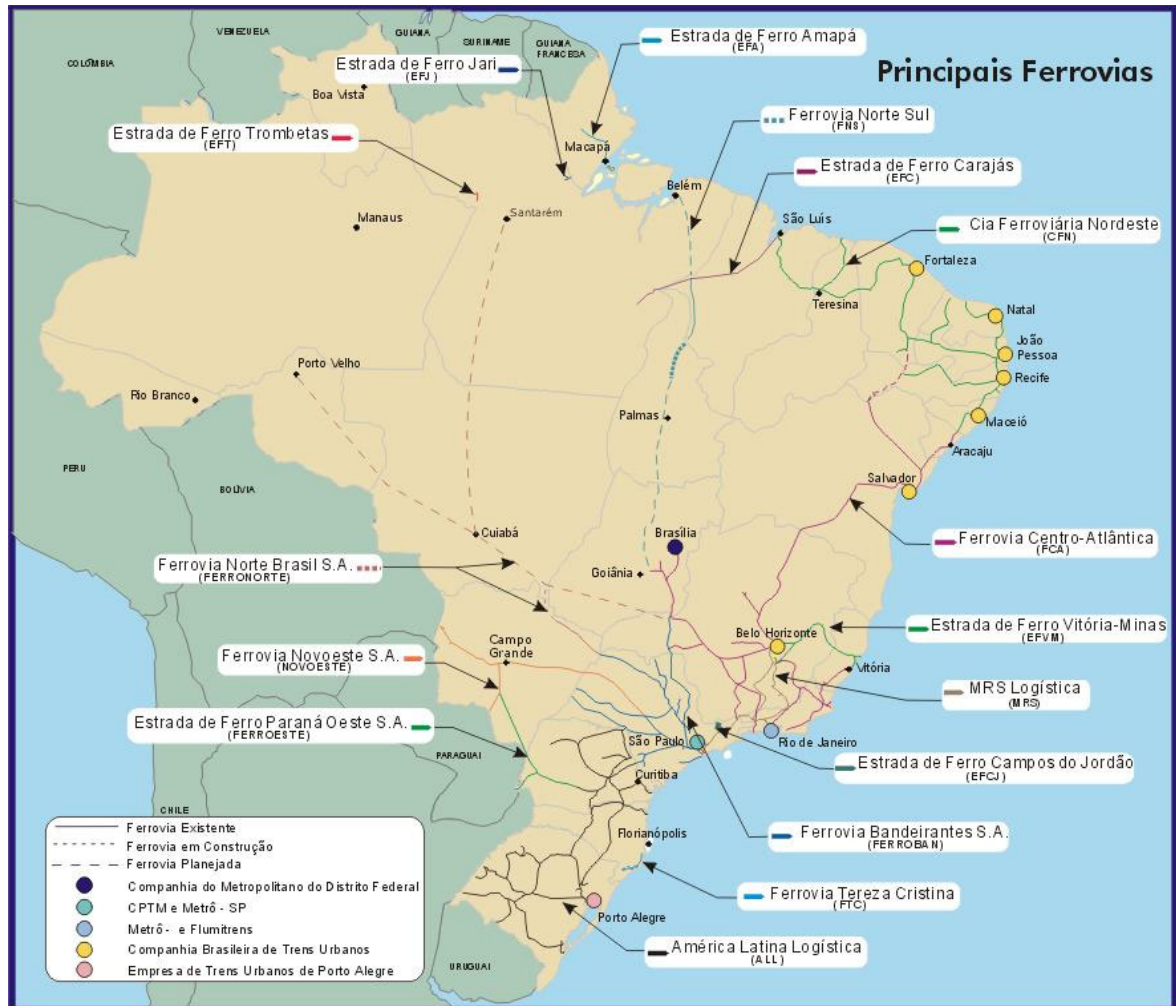 VENEZUELA
GUIANA
SURINAME
GUIANA
FRANCESA
COLÔMBIA
Estrada de Ferro Amapá
(EFA)
Estrada de Ferro Jari
(EFJ)
Principais Ferrovias
Boa Vista
Ferrovia Norte Sul
(FNS)
Estrada de Ferro Trombetas
(EFT)
Macapá
Estrada de Ferro Carajás
(EFC)
Belém
Manaus
Santarém
São Luís
Cia Ferroviária Nordeste
(CFN)
Fortaleza
Teresina
Natal
João
Pessoa
Porto Velho
Recife
Rio Branco
Palmas
Maceió
Aracaju
PERU
BOLÍVIA
Salvador
Cuiabá
Brasília
Ferrovia Centro-Atlântica
(FCA)
Ferrovia Norte Brasil S.A.
(FERRONORTE)
Goiânia
Estrada de Ferro Vitória-Minas
(EFVM)
Belo Horizonte
Campo
Grande
Ferrovia Novoeste S.A.
(NOVOESTE)
Vitória
MRS Logística
(MRS)
Estrada de Ferro Paraná Oeste S.A.
(FERROESTE)
PARAGUAI
São Paulo
Rio de Janeiro
Estrada de Ferro Campos do Jordão
(EFCJ)
Curitiba
CHILE
Florianópolis
Ferrovia Bandeirantes S.A.
(FERROBAN)
Ferrovia Tereza Cristina
(FTC)
Porto Alegre
América Latina Logística
(ALL)
URUGUAI
Ferrovia Existente
Ferrovia em Construção
Ferrovia Planejada
Companhia do Metropolitano do Distrito Federal
CPTM e Metrô - SP
Metrô - e Flumitrens
Companhia Brasileira de Trens Urbanos
Empresa de Trens Urbanos de Porto Alegre